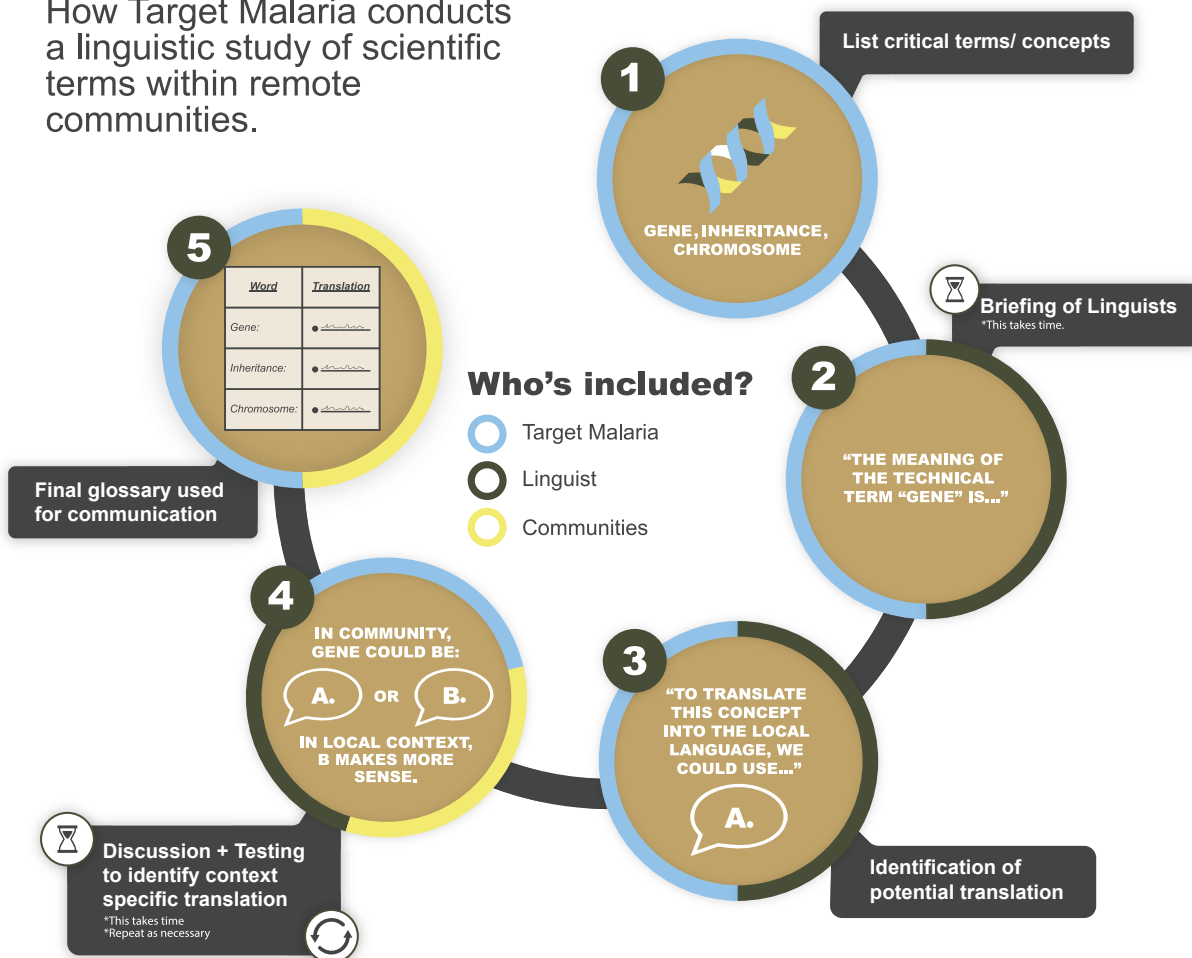 How Target Malaria conducts
a linguistic study of scientific
terms within remote
communities.
1
List critical terms/ concepts
GENE, INHERITANCE,
CHROMOSOME
Briefing of Linguists
*This takes time.
2
“THE MEANING OF
THE TECHNICAL
TERM “GENE” IS...”
3
“TO TRANSLATE
THIS CONCEPT
INTO THE LOCAL
LANGUAGE, WE
COULD USE...”
A.
Identification of
potential translation
4
IN COMMUNITY,
GENE COULD BE:
A. OR B.
IN LOCAL CONTEXT,
B MAKES MORE
SENSE.
Discussion + Testing
to identify context
specific translation
*This takes time
*Repeat as necessary
5
Word Translation
Gene:
Inheritance:
Chromosome:
Final glossary used
for communication
Who's included?
Target Malaria
Linguist
Communities